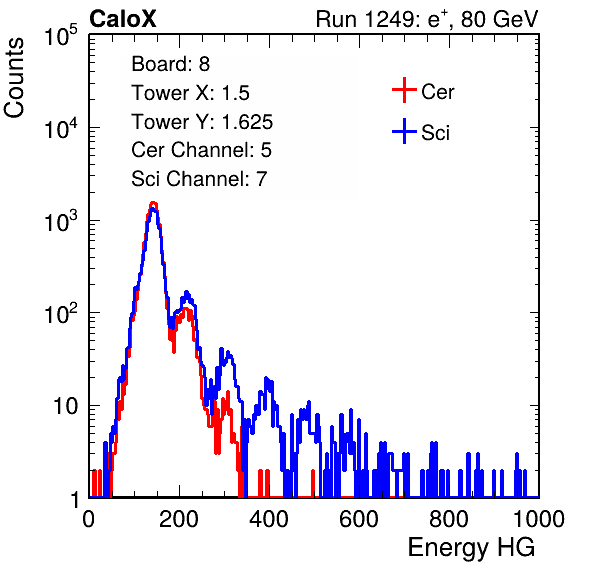 CaloX Run 1249: e⁺, 80 GeV
Counts
Board: 8
Tower X: 1.5
Tower Y: 1.625
Cer Channel: 5
Sci Channel: 7
Cer
Sci
10⁵
10⁴
10³
10²
10
1
0 200 400 600 800 1000
Energy HG